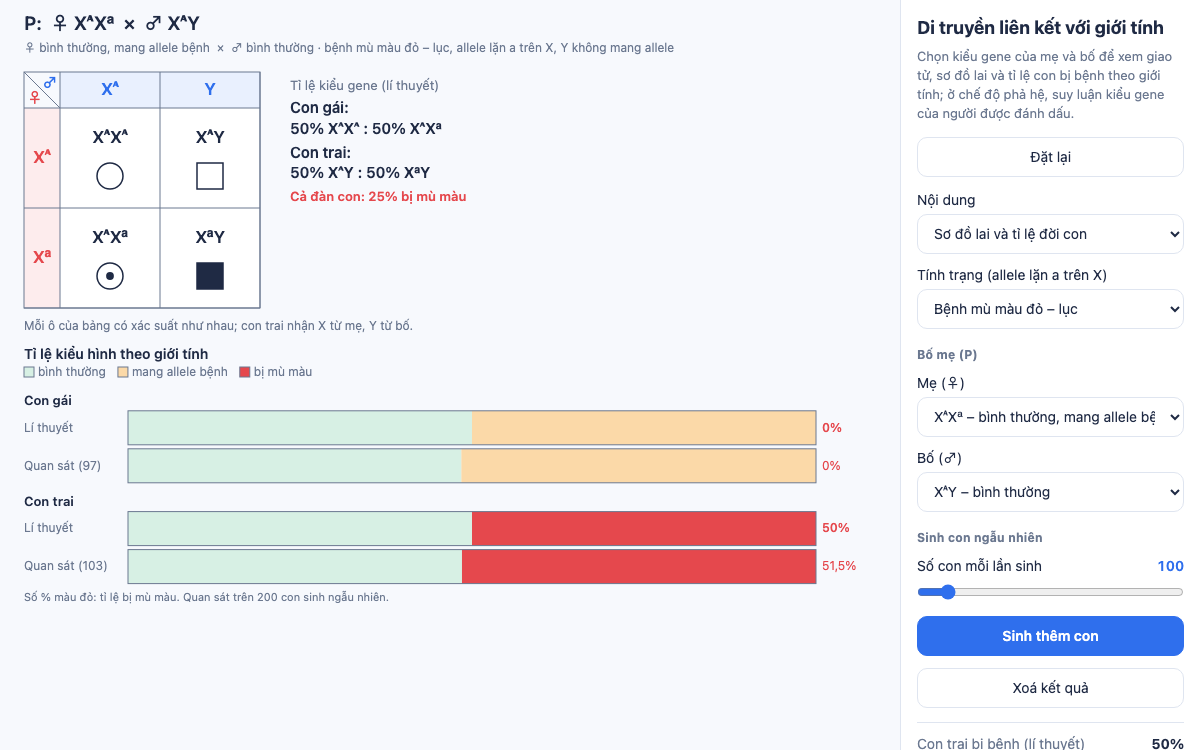 P: ♀ XᴬXᵃ × ♂ XᴬY
♀ bình thường, mang allele bệnh × ♂ bình thường · bệnh mù màu đỏ – lục, allele lặn a trên X, Y không mang allele
♂
♀
Xᴬ
Y
Xᴬ
XᴬXᴬ
XᴬY
Xᵃ
XᴬXᵃ
XᵃY
Tỉ lệ kiểu gene (lí thuyết)
Con gái:
50% XᴬXᴬ : 50% XᴬXᵃ
Con trai:
50% XᴬY : 50% XᵃY
Cả đàn con: 25% bị mù màu
Mỗi ô của bảng có xác suất như nhau; con trai nhận X từ mẹ, Y từ bố.
Tỉ lệ kiểu hình theo giới tính
bình thường mang allele bệnh bị mù màu
Con gái
Lí thuyết 0%
Quan sát (97) 0%
Con trai
Lí thuyết 50%
Quan sát (103) 51,5%
Số % màu đỏ: tỉ lệ bị mù màu. Quan sát trên 200 con sinh ngẫu nhiên.
Di truyền liên kết với giới tính
Chọn kiểu gene của mẹ và bố để xem giao
tử, sơ đồ lai và tỉ lệ con bị bệnh theo giới
tính; ở chế độ phả hệ, suy luận kiểu gene
của người được đánh dấu.
Đặt lại
Nội dung
Sơ đồ lai và tỉ lệ đời con
Tính trạng (allele lặn a trên X)
Bệnh mù màu đỏ – lục
Bố mẹ (P)
Mẹ (♀)
XᴬXᵃ – bình thường, mang allele bệ
Bố (♂)
XᴬY – bình thường
Sinh con ngẫu nhiên
Số con mỗi lần sinh 100
Sinh thêm con
Xoá kết quả
Con trai bị bệnh (lí thuyết) 50%